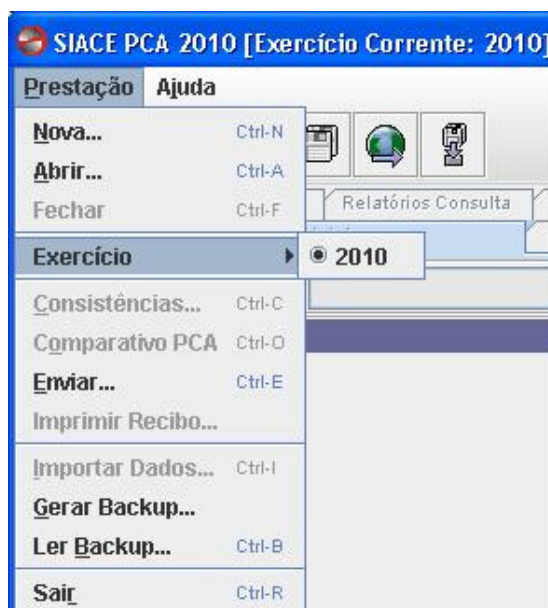 SIACE PCA 2010 [Exercício Corrente: 2010]
Prestação Ajuda
Nova... Ctrl-N
Abrir... Ctrl-A
Fechar Ctrl-F
Relatórios Consulta
Exercício 2010
Consistências... Ctrl-C
Comparativo PCA Ctrl-O
Enviar... Ctrl-E
Imprimir Recibo...
Importar Dados... Ctrl-I
Gerar Backup...
Ler Backup... Ctrl-B
Sair Ctrl-R